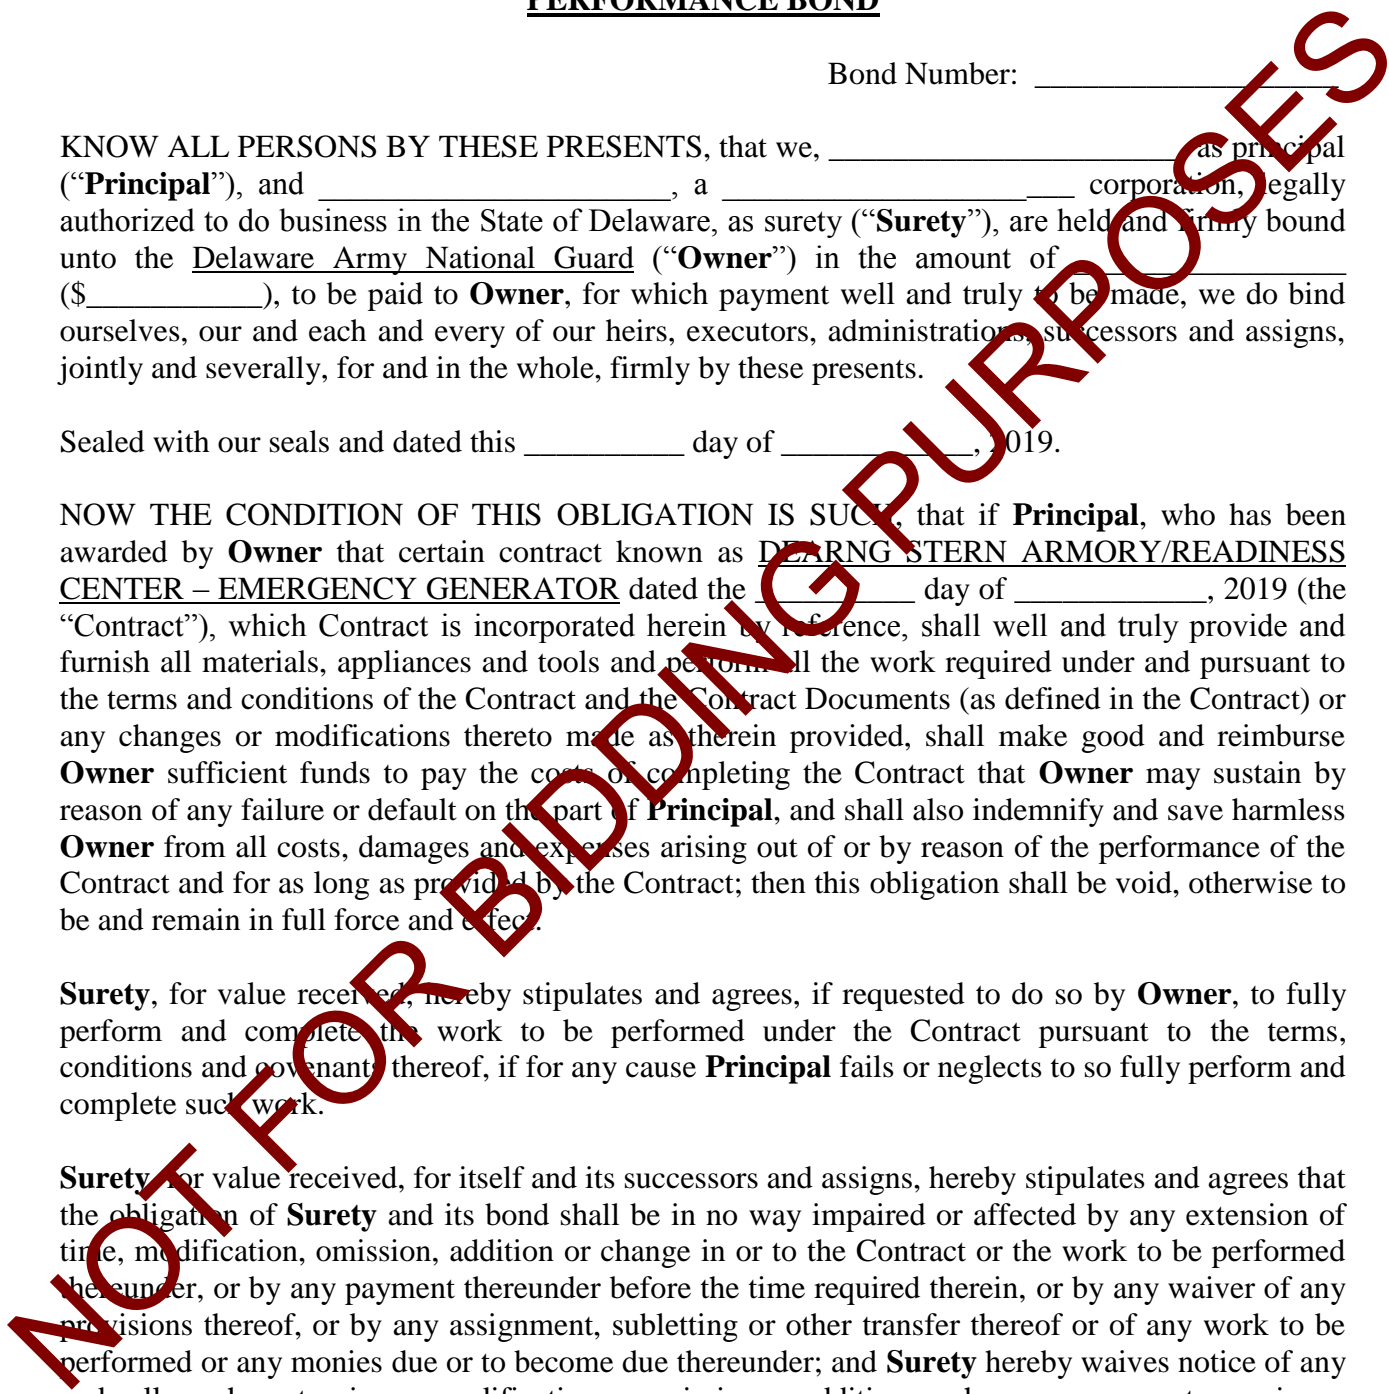 PERFORMANCE BOND
Bond Number: ___________________
KNOW ALL PERSONS BY THESE PRESENTS, that we, ______________________ as principal
(“Principal”), and ______________________, a ______________________ corporation, legally
authorized to do business in the State of Delaware, as surety (“Surety”), are held and firmly bound
unto the Delaware Army National Guard (“Owner”) in the amount of _________________
($___________), to be paid to Owner, for which payment well and truly to be made, we do bind
ourselves, our and each and every of our heirs, executors, administrations, successors and assigns,
jointly and severally, for and in the whole, firmly by these presents.
Sealed with our seals and dated this __________ day of ____________, 2019.
NOW THE CONDITION OF THIS OBLIGATION IS SUCH, that if Principal, who has been
awarded by Owner that certain contract known as DEARNG STERN ARMORY/READINESS
CENTER – EMERGENCY GENERATOR dated the __________ day of ____________, 2019 (the
“Contract”), which Contract is incorporated herein by reference, shall well and truly provide and
furnish all materials, appliances and tools and perform all the work required under and pursuant to
the terms and conditions of the Contract and the Contract Documents (as defined in the Contract) or
any changes or modifications thereto made as therein provided, shall make good and reimburse
Owner sufficient funds to pay the costs of completing the Contract that Owner may sustain by
reason of any failure or default on the part of Principal, and shall also indemnify and save harmless
Owner from all costs, damages and expenses arising out of or by reason of the performance of the
Contract and for as long as provided by the Contract; then this obligation shall be void, otherwise to
be and remain in full force and effect.
Surety, for value received, hereby stipulates and agrees, if requested to do so by Owner, to fully
perform and complete the work to be performed under the Contract pursuant to the terms,
conditions and covenants thereof, if for any cause Principal fails or neglects to so fully perform and
complete such work.
Surety, for value received, for itself and its successors and assigns, hereby stipulates and agrees that
the obligation of Surety and its bond shall be in no way impaired or affected by any extension of
time, modification, omission, addition or change in or to the Contract or the work to be performed
thereunder, or by any payment thereunder before the time required therein, or by any waiver of any
provisions thereof, or by any assignment, subletting or other transfer thereof or of any work to be
performed or any monies due or to become due thereunder; and Surety hereby waives notice of any
NOT FOR BIDDING PURPOSES